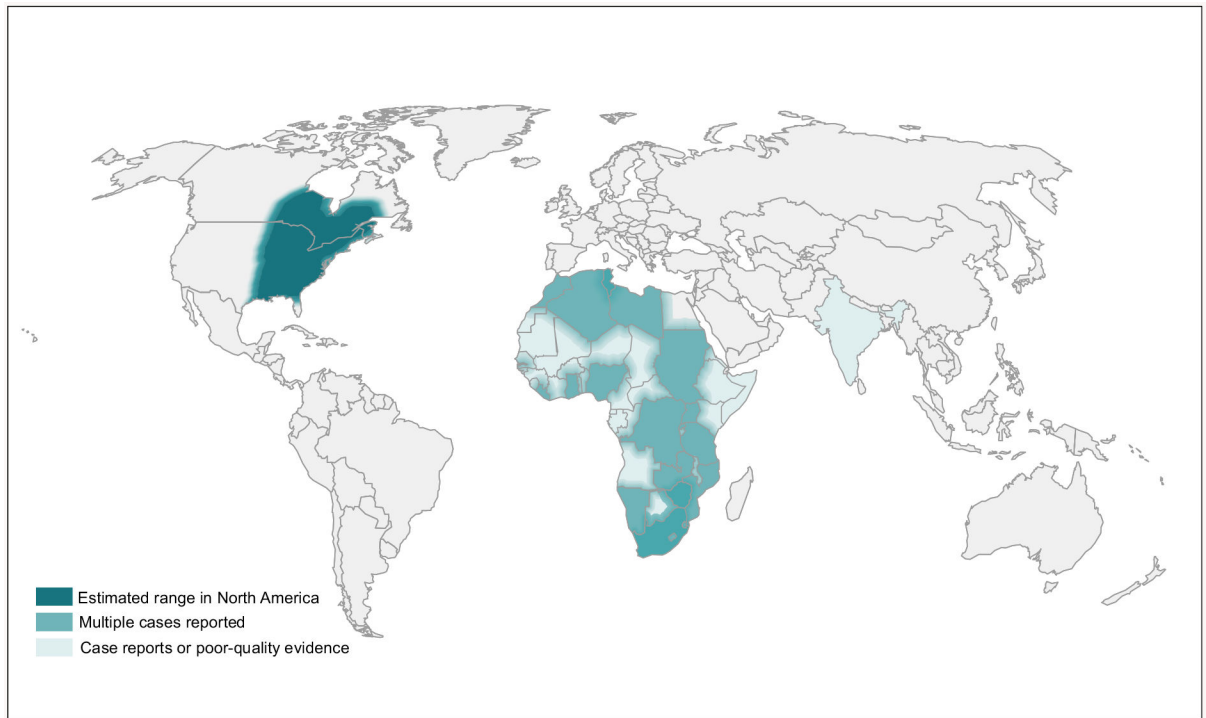 Estimated range in North America
Multiple cases reported
Case reports or poor-quality evidence